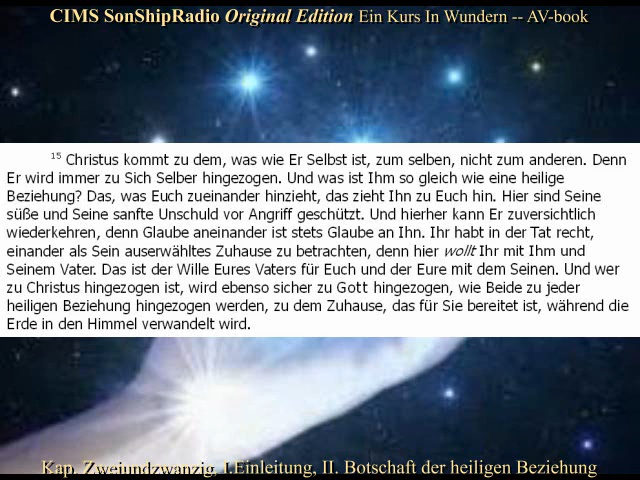 CIMS SonShipRadio Original Edition Ein Kurs In Wundern -- AV-book
15 Christus kommt zu dem, was wie Er Selbst ist, zum selben, nicht zum anderen. Denn
Er wird immer zu Sich Selber hingezogen. Und was ist Ihm so gleich wie eine heilige
Beziehung? Das, was Euch zueinander hinzieht, das zieht Ihn zu Euch hin. Hier sind Seine
süße und Seine sanfte Unschuld vor Angriff geschützt. Und hierher kann Er zuversichtlich
wiederkehren, denn Glaube aneinander ist stets Glaube an Ihn. Ihr habt in der Tat recht,
einander als Sein auserwähltes Zuhause zu betrachten, denn hier wollt Ihr mit Ihm und
Seinem Vater. Das ist der Wille Eures Vaters für Euch und der Eure mit dem Seinen. Und wer
zu Christus hingezogen ist, wird ebenso sicher zu Gott hingezogen, wie Beide zu jeder
heiligen Beziehung hingezogen werden, zu dem Zuhause, das für Sie bereitet ist, während die
Erde in den Himmel verwandelt wird.
Kap. Zweiundzwanzig, I.Einleitung, II. Botschaft der heiligen Beziehung